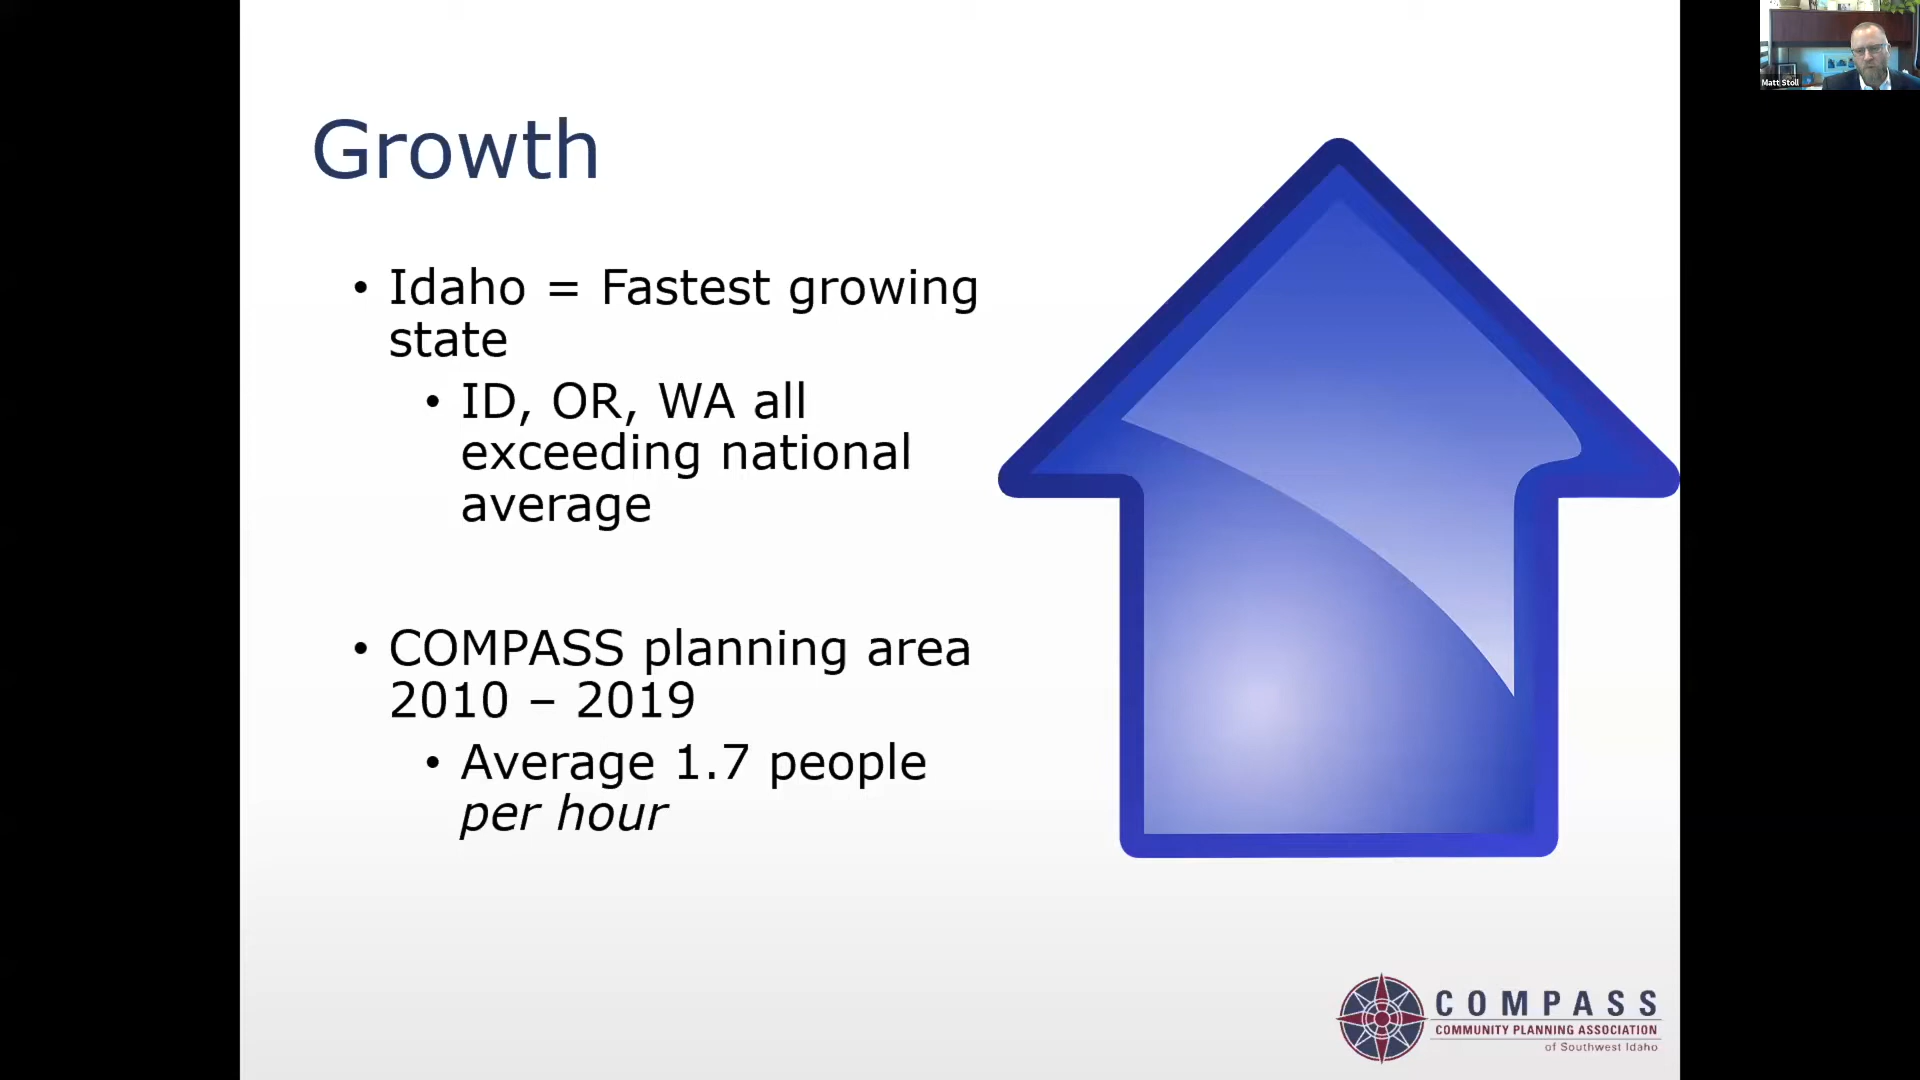 Matt Stoll
Growth
• Idaho = Fastest growing
state
• ID, OR, WA all
exceeding national
average
• COMPASS planning area
2010 – 2019
• Average 1.7 people
per hour
COMPASS
COMMUNITY PLANNING ASSOCIATION
of Southwest Idaho